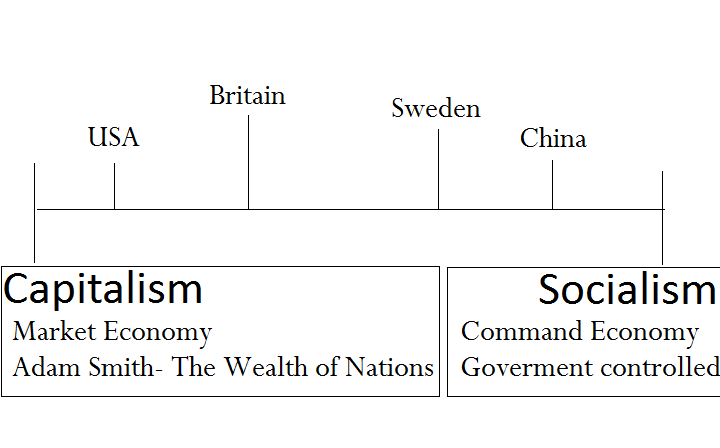 Britain
Sweden
USA
China
Capitalism
Market Economy
Adam Smith- The Wealth of Nations
Socialism
Command Economy
Goverment controlled